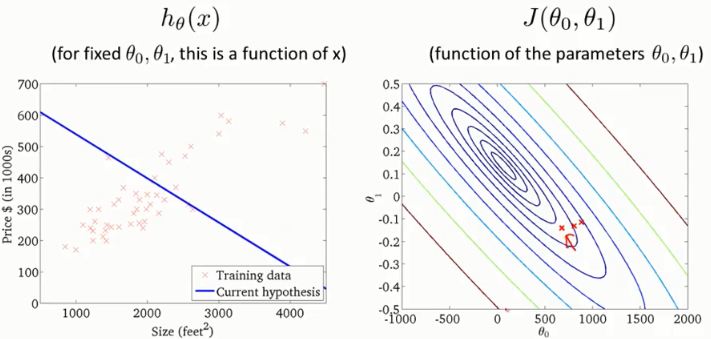 hθ(x)
(for fixed θ0, θ1, this is a function of x)
700
600
500
400
300
200
100
0
Price $ (in 1000s)
1000 2000 3000 4000
Size (feet²)
Training data
Current hypothesis
J(θ0, θ1)
(function of the parameters θ0, θ1)
0.5
0.4
0.3
0.2
0.1
0
-0.1
-0.2
-0.3
-0.4
-0.5
θ1
-1000 -500 0 500 1000 1500 2000
θ0